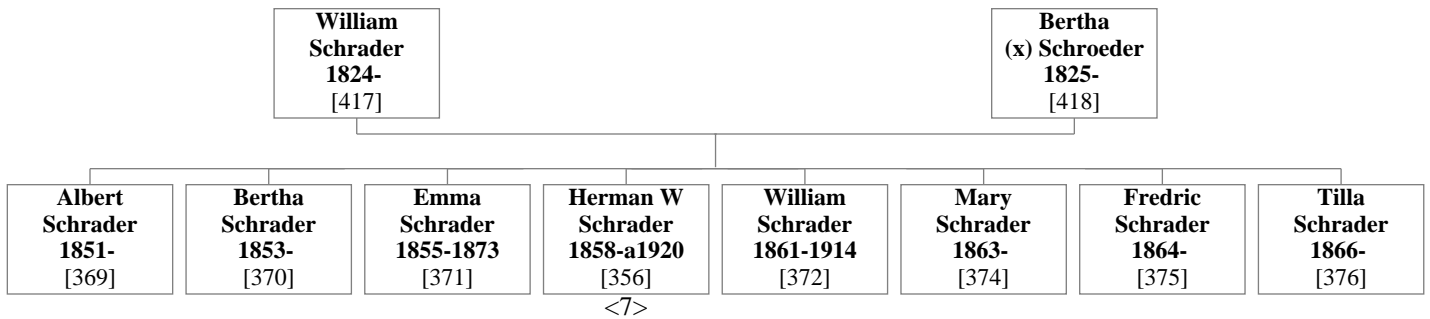 William
Schrader
1824-
[417]
Bertha
(x) Schroeder
1825-
[418]
Albert
Schrader
1851-
[369]
Bertha
Schrader
1853-
[370]
Emma
Schrader
1855-1873
[371]
Herman W
Schrader
1858-a1920
[356]
<7>
William
Schrader
1861-1914
[372]
Mary
Schrader
1863-
[374]
Fredric
Schrader
1864-
[375]
Tilla
Schrader
1866-
[376]